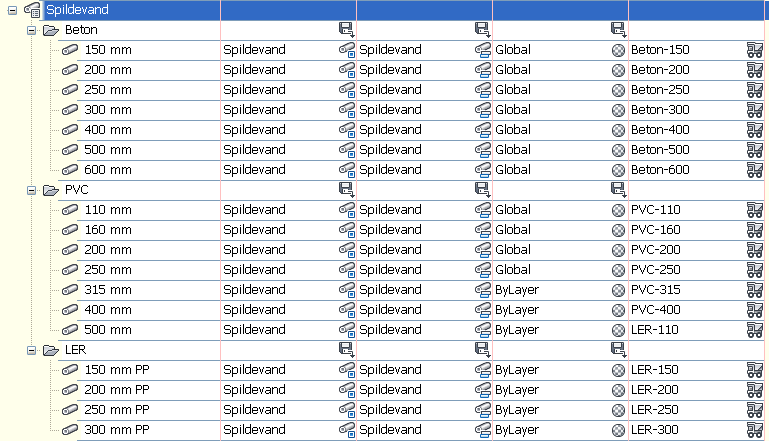 Spildevand
Beton
150 mm Spildevand Spildevand Global Beton-150
200 mm Spildevand Spildevand Global Beton-200
250 mm Spildevand Spildevand Global Beton-250
300 mm Spildevand Spildevand Global Beton-300
400 mm Spildevand Spildevand Global Beton-400
500 mm Spildevand Spildevand Global Beton-500
600 mm Spildevand Spildevand Global Beton-600
PVC
110 mm Spildevand Spildevand Global PVC-110
160 mm Spildevand Spildevand Global PVC-160
200 mm Spildevand Spildevand Global PVC-200
250 mm Spildevand Spildevand Global PVC-250
315 mm Spildevand Spildevand ByLayer PVC-315
400 mm Spildevand Spildevand ByLayer PVC-400
500 mm Spildevand Spildevand ByLayer LER-110
LER
150 mm PP Spildevand Spildevand ByLayer LER-150
200 mm PP Spildevand Spildevand ByLayer LER-200
250 mm PP Spildevand Spildevand ByLayer LER-250
300 mm PP Spildevand Spildevand ByLayer LER-300